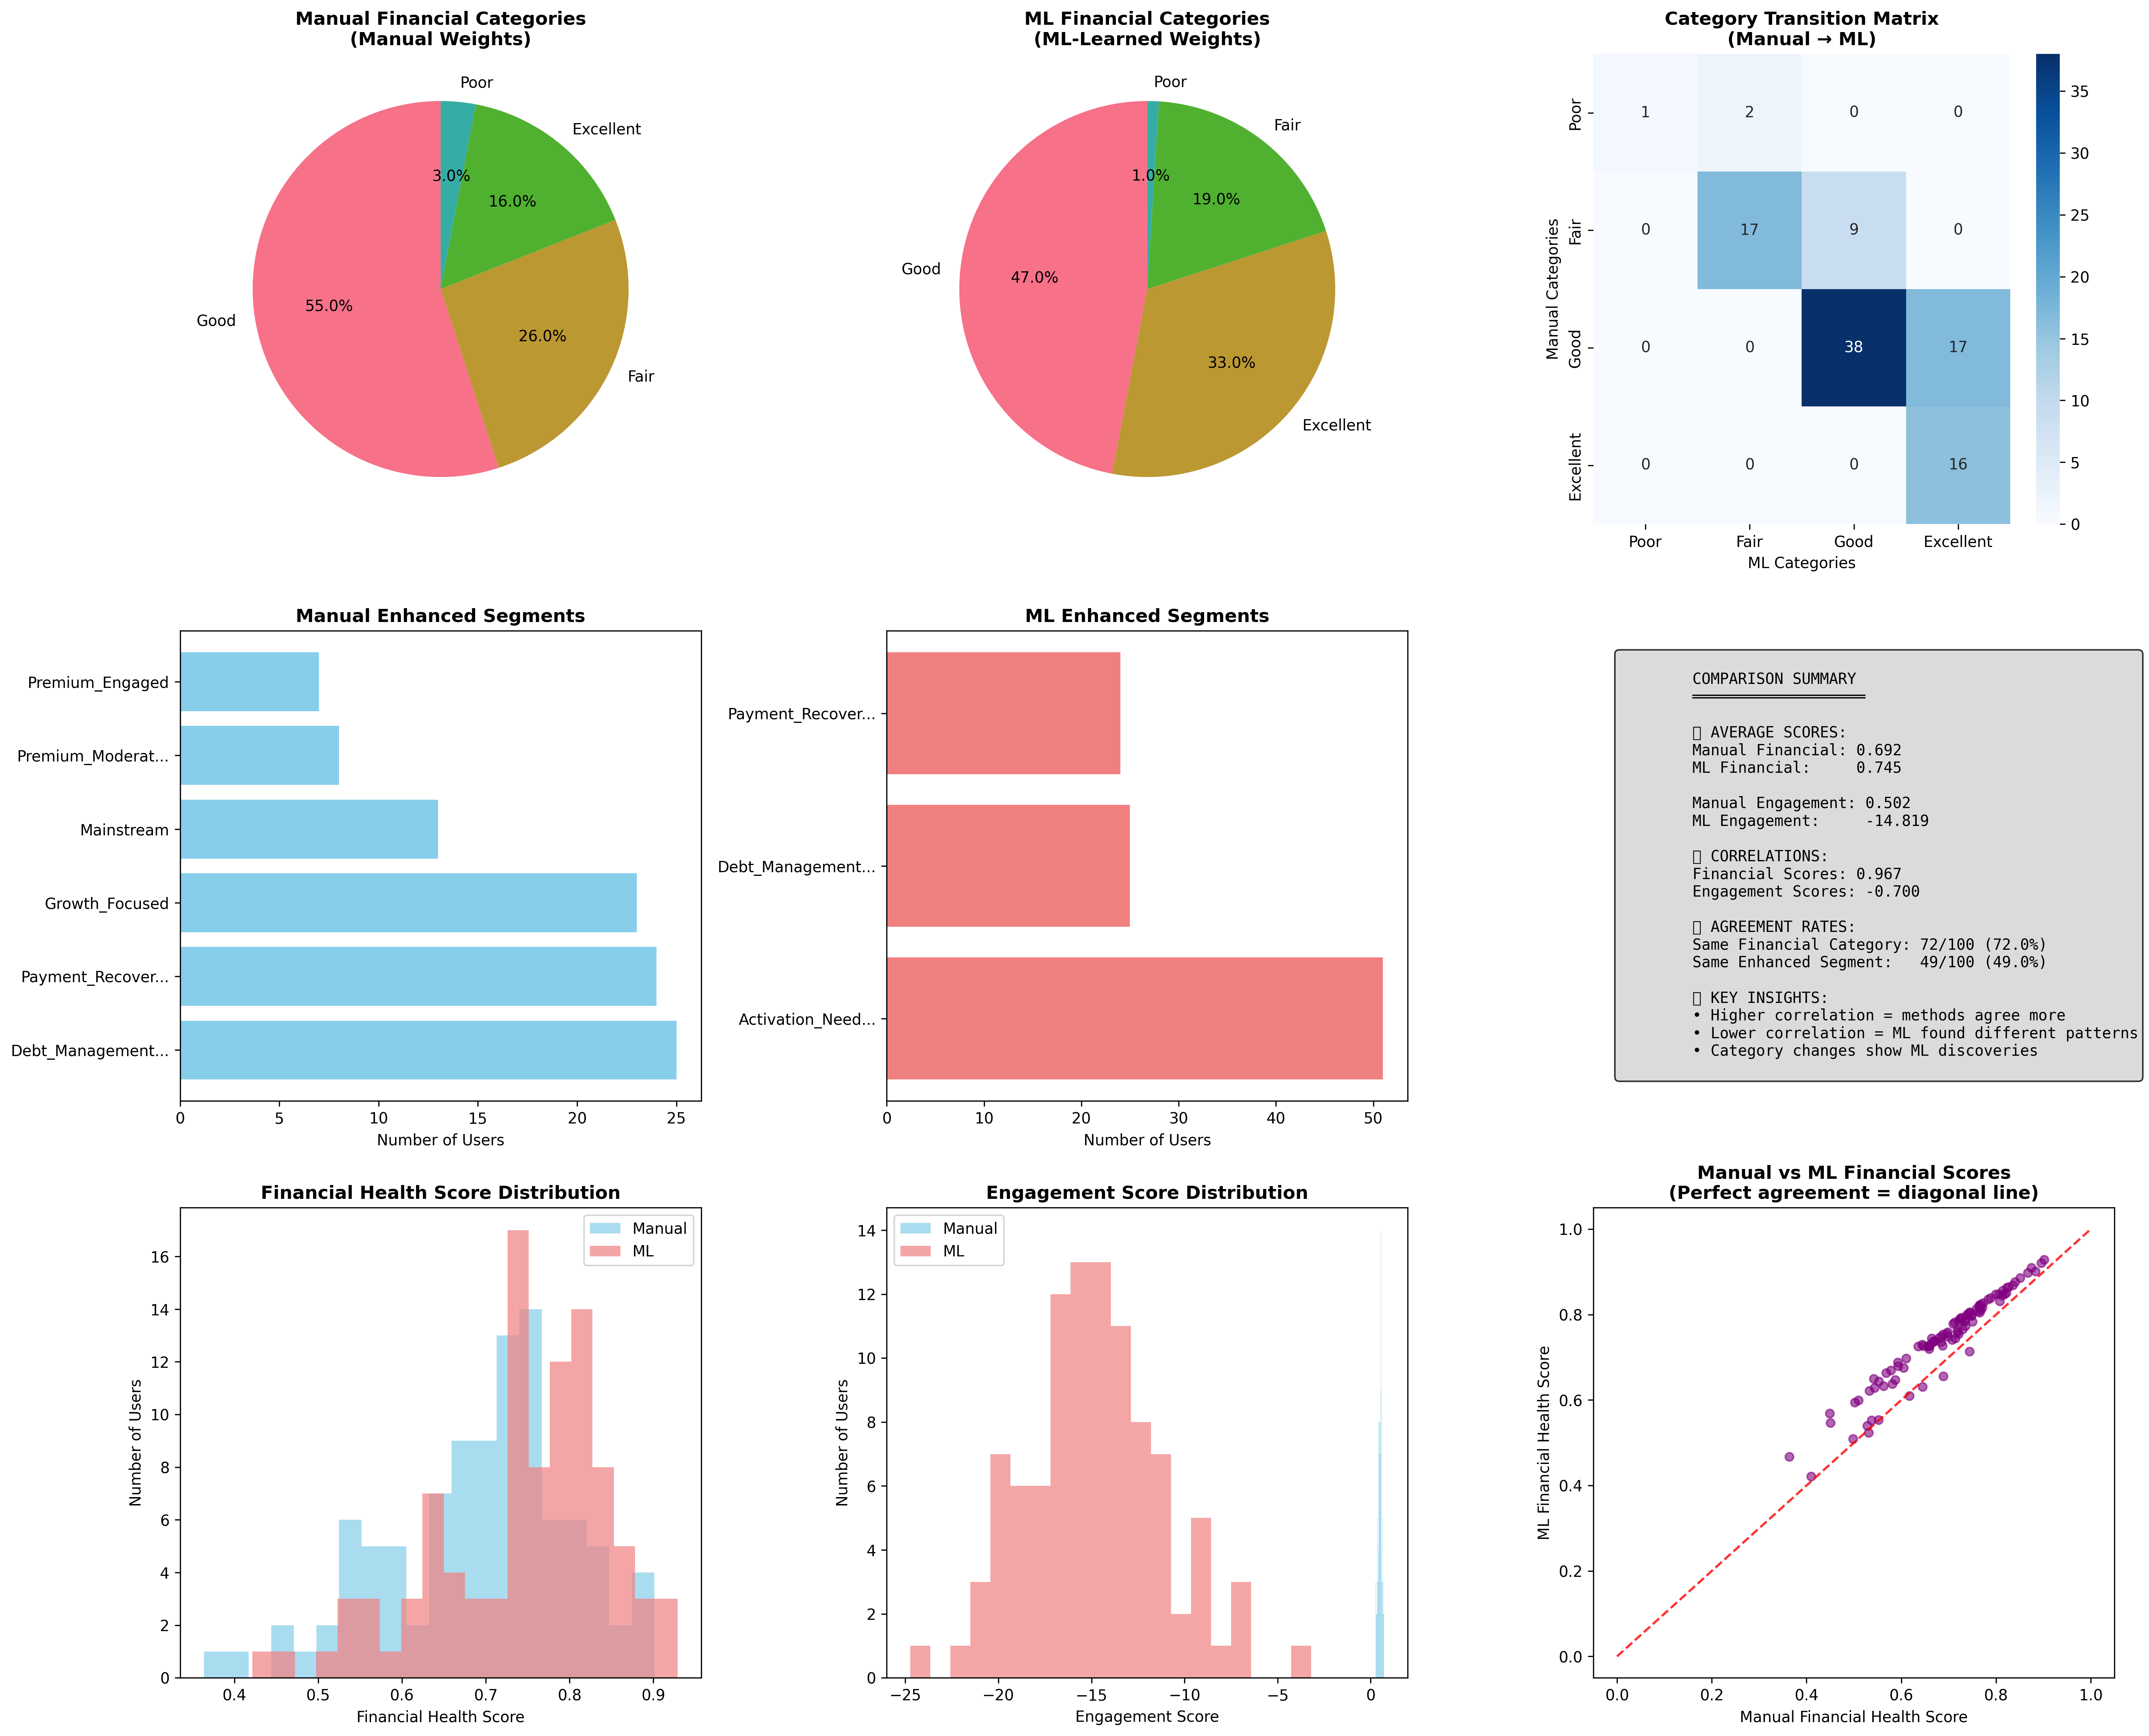 Manual Financial Categories
(Manual Weights)
Poor
Excellent
3.0%
16.0%
Good
55.0%
26.0%
Fair
ML Financial Categories
(ML-Learned Weights)
Poor
Fair
1.0%
19.0%
Good
47.0%
33.0%
Excellent
Category Transition Matrix
(Manual → ML)
Manual Categories
Poor
1 2 0 0
Fair
0 17 9 0
Good
0 0 38 17
Excellent
0 0 0 16
Poor Fair Good Excellent
ML Categories
35
30
25
20
15
10
5
0
Manual Enhanced Segments
Premium_Engaged
Premium_Moderat...
Mainstream
Growth_Focused
Payment_Recover...
Debt_Management...
0 5 10 15 20 25
Number of Users
ML Enhanced Segments
Payment_Recover...
Debt_Management...
Activation_Need...
0 10 20 30 40 50
Number of Users
COMPARISON SUMMARY
═══════════════════
▯ AVERAGE SCORES:
Manual Financial: 0.692
ML Financial: 0.745
Manual Engagement: 0.502
ML Engagement: -14.819
▯ CORRELATIONS:
Financial Scores: 0.967
Engagement Scores: -0.700
▯ AGREEMENT RATES:
Same Financial Category: 72/100 (72.0%)
Same Enhanced Segment: 49/100 (49.0%)
▯ KEY INSIGHTS:
• Higher correlation = methods agree more
• Lower correlation = ML found different patterns
• Category changes show ML discoveries
Financial Health Score Distribution
Manual
ML
Number of Users
16
14
12
10
8
6
4
2
0
0.4 0.5 0.6 0.7 0.8 0.9
Financial Health Score
Engagement Score Distribution
Manual
ML
Number of Users
14
12
10
8
6
4
2
0
−25 −20 −15 −10 −5 0
Engagement Score
Manual vs ML Financial Scores
(Perfect agreement = diagonal line)
ML Financial Health Score
1.0
0.8
0.6
0.4
0.2
0.0
0.0 0.2 0.4 0.6 0.8 1.0
Manual Financial Health Score